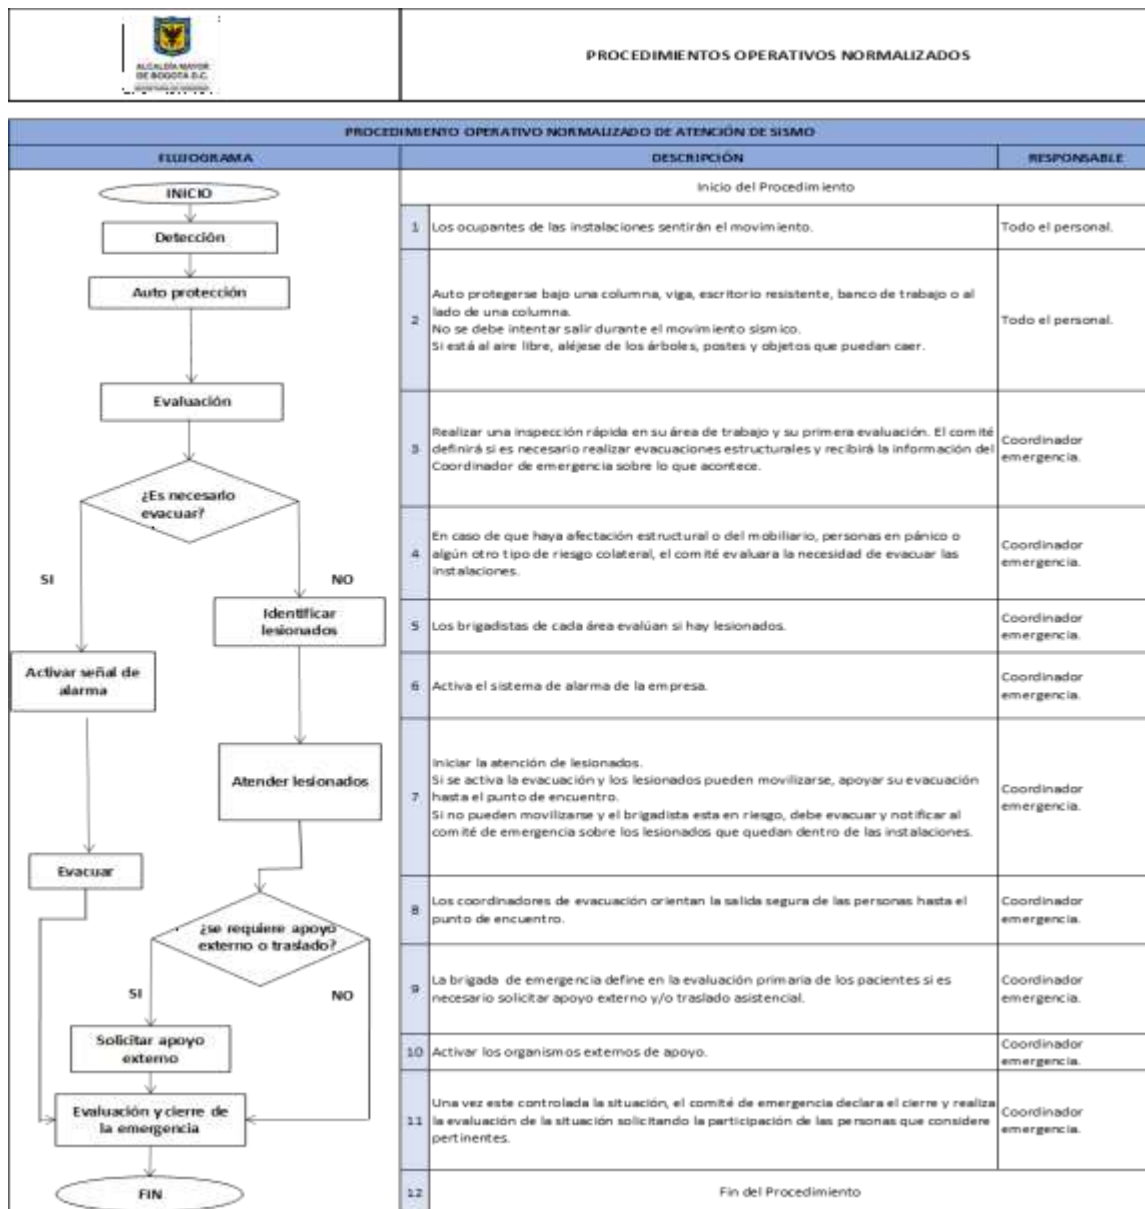 ALCALDÍA MAYOR
DE BOGOTÁ D.C.
PROCEDIMIENTOS OPERATIVOS NORMALIZADOS
PROCEDIMIENTO OPERATIVO NORMALIZADO DE ATENCIÓN DE SISMO
FLUJOGRAMA
DESCRIPCIÓN
RESPONSABLE
INICIO
Inicio del Procedimiento
Detección
1
Los ocupantes de las instalaciones sentirán el movimiento.
Todo el personal.
Auto protección
2
Auto protegerse bajo una columna, viga, escritorio resistente, banco de trabajo o al
lado de una columna.
No se debe intentar salir durante el movimiento sísmico.
Si está al aire libre, aléjese de los árboles, postes y objetos que puedan caer.
Todo el personal.
Evaluación
3
Realizar una inspección rápida en su área de trabajo y su primera evaluación. El comité
definirá si es necesario realizar evacuaciones estructurales y recibirá la información del
Coordinador de emergencia sobre lo que acontece.
Coordinador
emergencia.
¿Es necesario
evacuar?
SI
NO
4
En caso de que haya afectación estructural o del mobiliario, personas en pánico o
algún otro tipo de riesgo colateral, el comité evaluara la necesidad de evacuar las
instalaciones.
Coordinador
emergencia.
Identificar
lesionados
5
Los brigadistas de cada área evalúan si hay lesionados.
Coordinador
emergencia.
Activar señal de
alarma
6
Activa el sistema de alarma de la empresa.
Coordinador
emergencia.
Atender lesionados
7
Iniciar la atención de lesionados.
Si se activa la evacuación y los lesionados pueden movilizarse, apoyar su evacuación
hasta el punto de encuentro.
Si no pueden movilizarse y el brigadista esta en riesgo, debe evacuar y notificar al
comité de emergencia sobre los lesionados que quedan dentro de las instalaciones.
Coordinador
emergencia.
Evacuar
8
Los coordinadores de evacuación orientan la salida segura de las personas hasta el
punto de encuentro.
Coordinador
emergencia.
¿se requiere apoyo
externo o traslado?
SI
NO
9
La brigada de emergencia define en la evaluación primaria de los pacientes si es
necesario solicitar apoyo externo y/o traslado asistencial.
Coordinador
emergencia.
Solicitar apoyo
externo
10
Activar los organismos externos de apoyo.
Coordinador
emergencia.
Evaluación y cierre de
la emergencia
11
Una vez este controlada la situación, el comité de emergencia declara el cierre y realiza
la evaluación de la situación solicitando la participación de las personas que considere
pertinentes.
Coordinador
emergencia.
FIN
12
Fin del Procedimiento